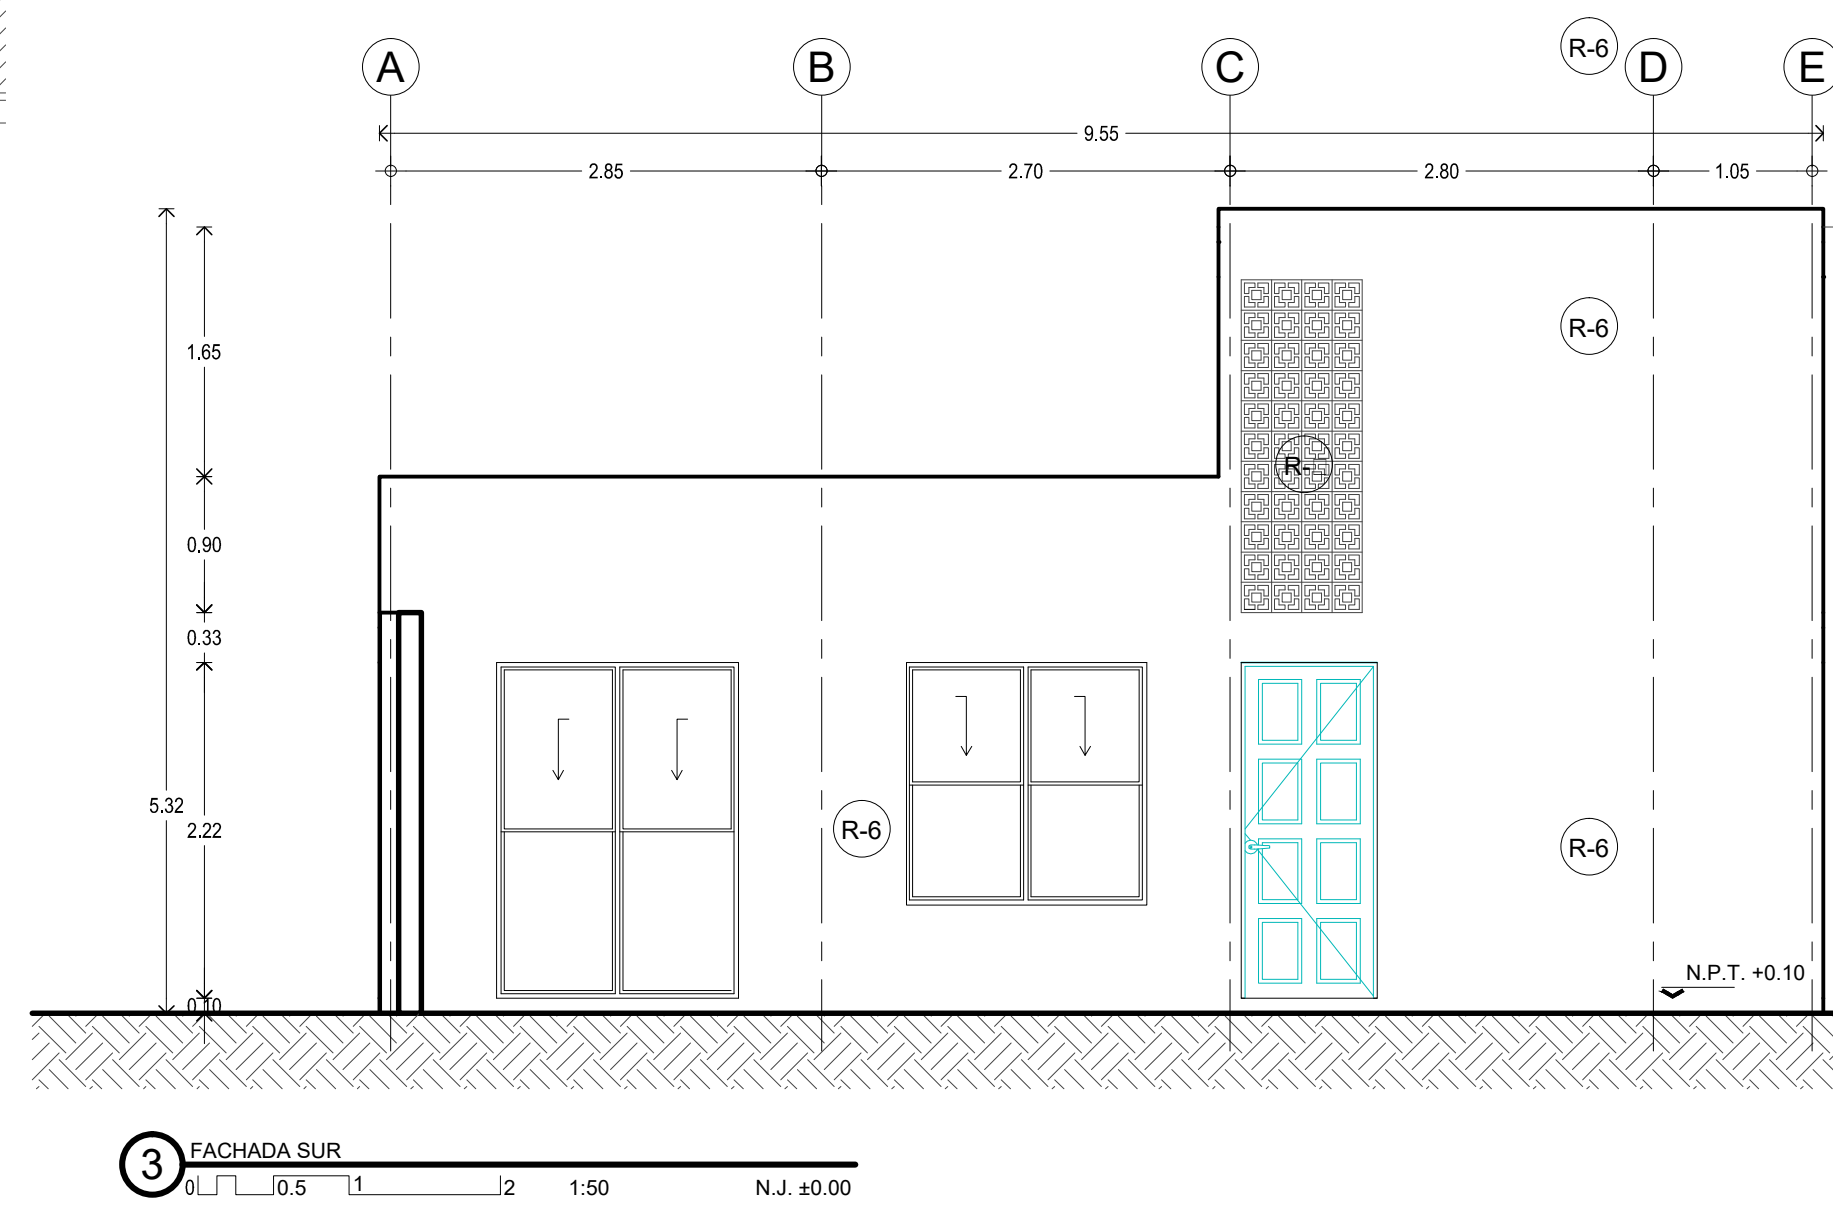 A B C R-6 D E
9.55
2.85 2.70 2.80 1.05
1.65
R-6
R-
0.90
0.33
5.32
2.22
R-6
R-6
N.P.T. +0.10
0.10
3 FACHADA SUR
0 0.5 1 2 1:50 N.J. ±0.00